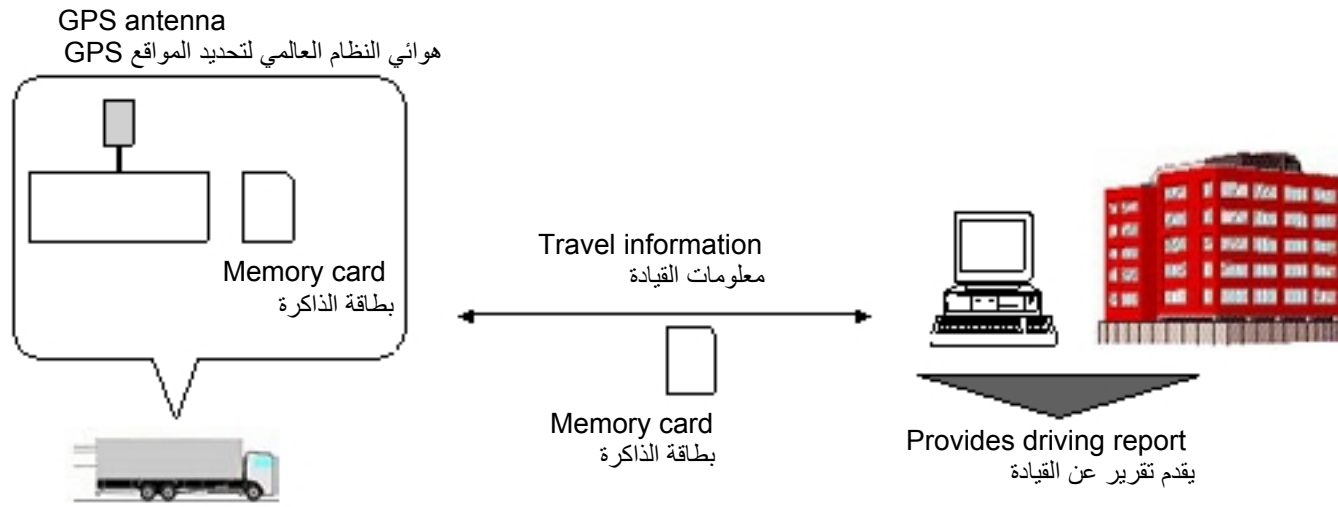 GPS antenna
هوائي النظام العالمي لتحديد المواقع GPS
Memory card
بطاقة الذاكرة
Travel information
معلومات القيادة
Memory card
بطاقة الذاكرة
Provides driving report
يقدم تقرير عن القيادة